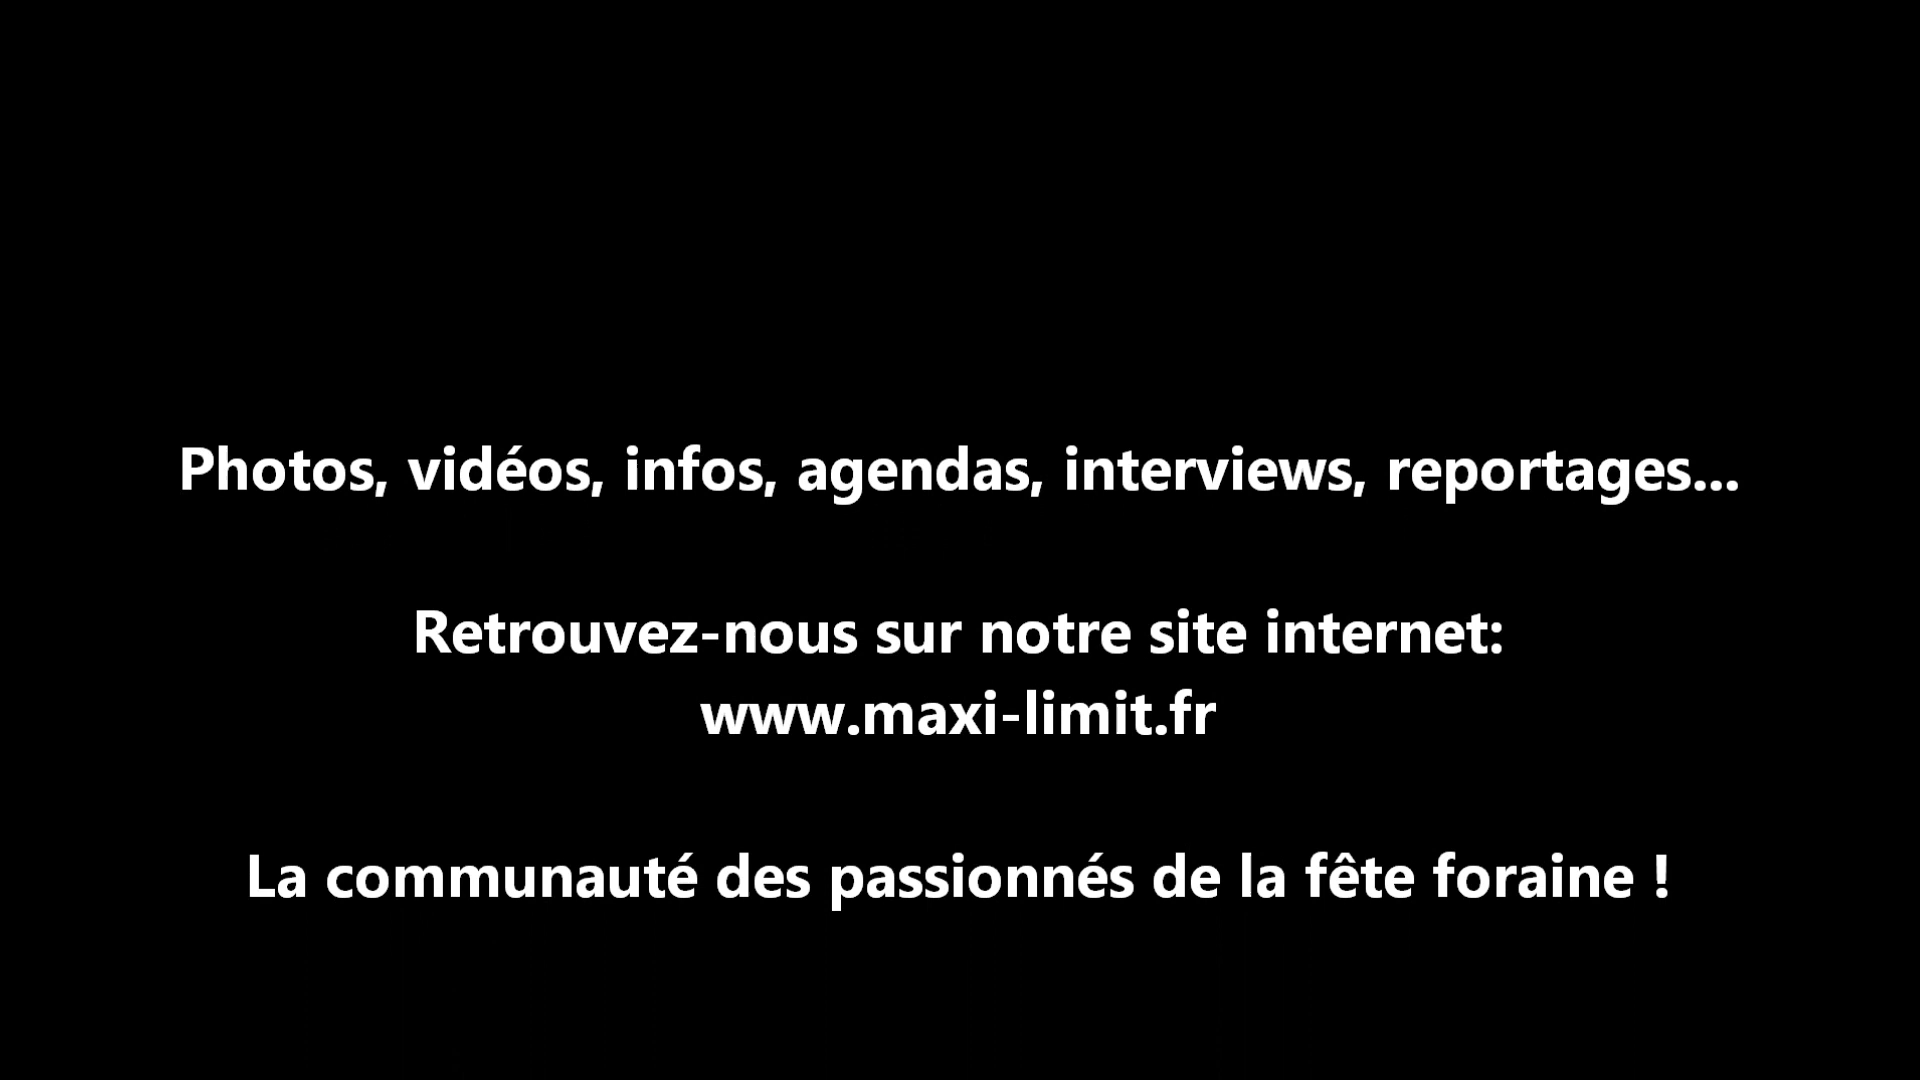 Photos, vidéos, infos, agendas, interviews, reportages...
Retrouvez-nous sur notre site internet:
www.maxi-limit.fr
La communauté des passionnés de la fête foraine !